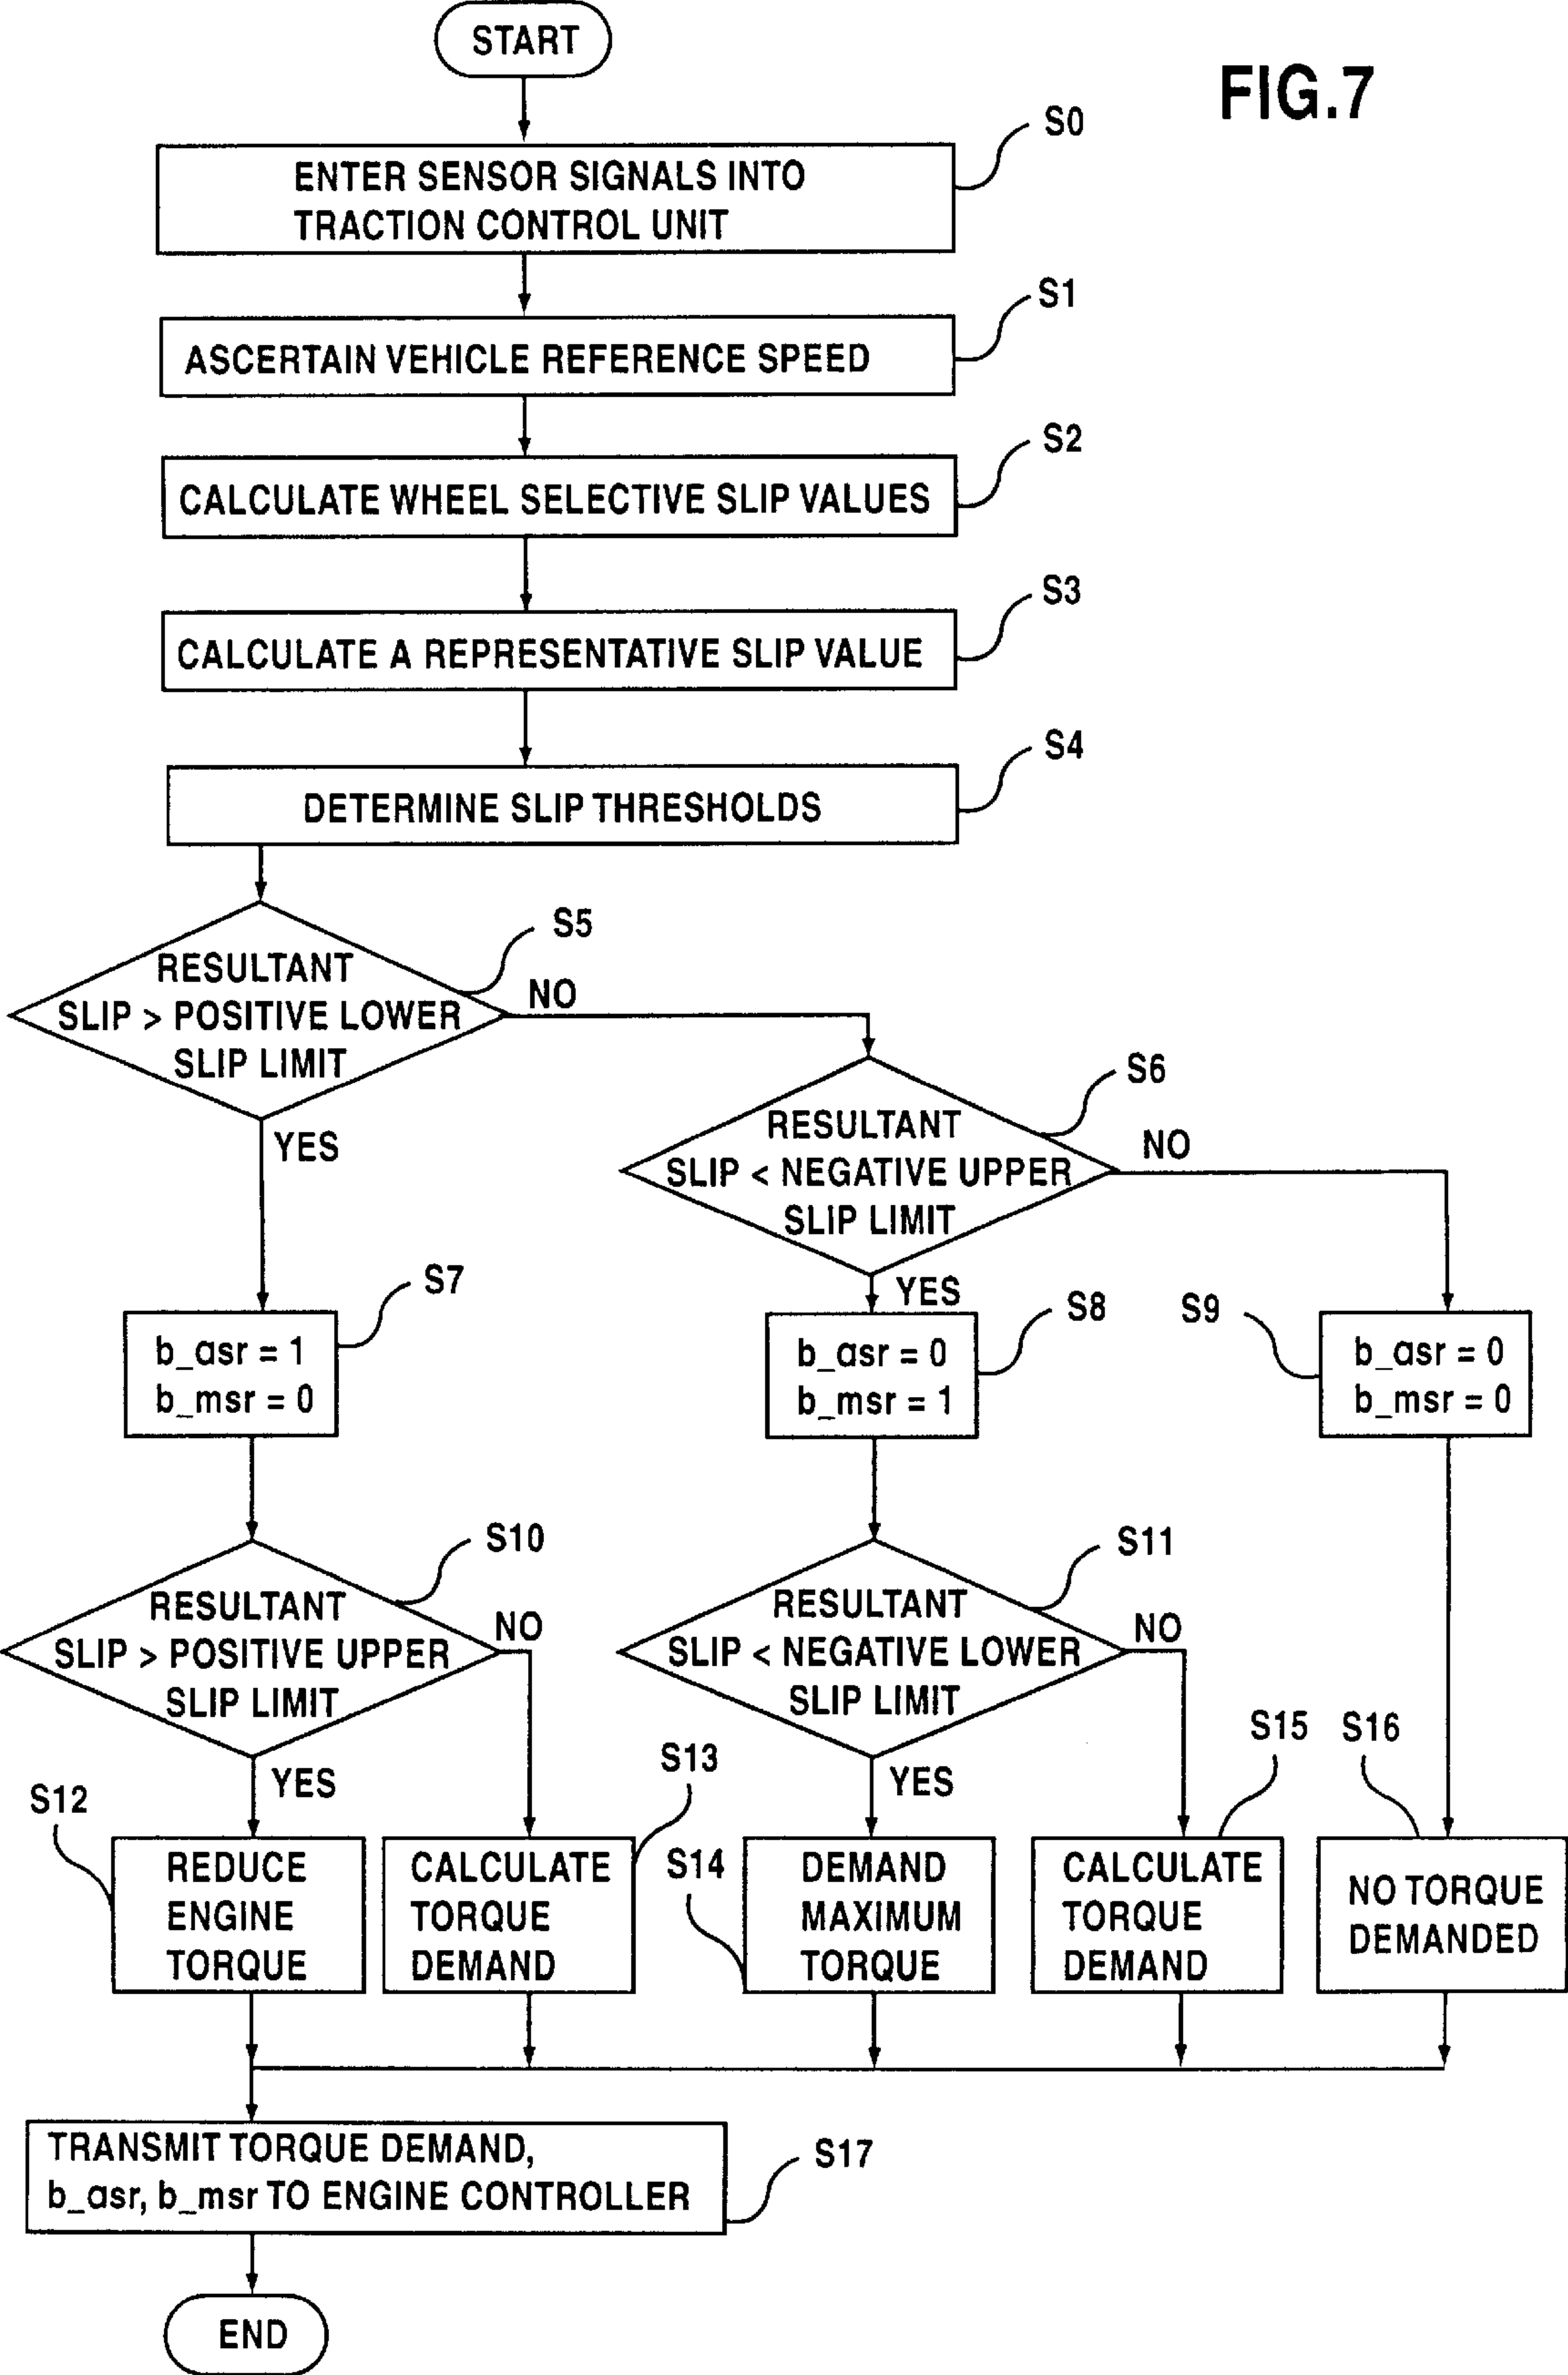 START
FIG.7
S0
ENTER SENSOR SIGNALS INTO
TRACTION CONTROL UNIT
S1
ASCERTAIN VEHICLE REFERENCE SPEED
S2
CALCULATE WHEEL SELECTIVE SLIP VALUES
S3
CALCULATE A REPRESENTATIVE SLIP VALUE
S4
DETERMINE SLIP THRESHOLDS
S5
RESULTANT
SLIP > POSITIVE LOWER
SLIP LIMIT
NO
YES
S6
RESULTANT
SLIP < NEGATIVE UPPER
SLIP LIMIT
NO
YES
S7
b_asr = 1
b_msr = 0
S8
b_asr = 0
b_msr = 1
S9
b_asr = 0
b_msr = 0
S10
RESULTANT
SLIP > POSITIVE UPPER
SLIP LIMIT
NO
YES
S11
RESULTANT
SLIP < NEGATIVE LOWER
SLIP LIMIT
NO
YES
S12
REDUCE
ENGINE
TORQUE
S13
CALCULATE
TORQUE
DEMAND
S14
DEMAND
MAXIMUM
TORQUE
S15
CALCULATE
TORQUE
DEMAND
S16
NO TORQUE
DEMANDED
TRANSMIT TORQUE DEMAND,
b_asr, b_msr TO ENGINE CONTROLLER
S17
END